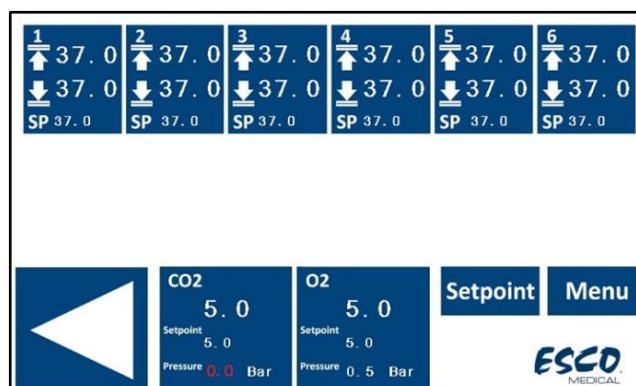 1 2 3 4 5 6
37.0 37.0 37.0 37.0 37.0 37.0
37.0 37.0 37.0 37.0 37.0 37.0
SP 37.0 SP 37.0 SP 37.0 SP 37.0 SP 37.0 SP 37.0
CO2
5.0
Setpoint
5.0
Pressure 0.0 Bar
O2
5.0
Setpoint
5.0
Pressure 0.5 Bar
Setpoint
Menu
ESCO
MEDICAL